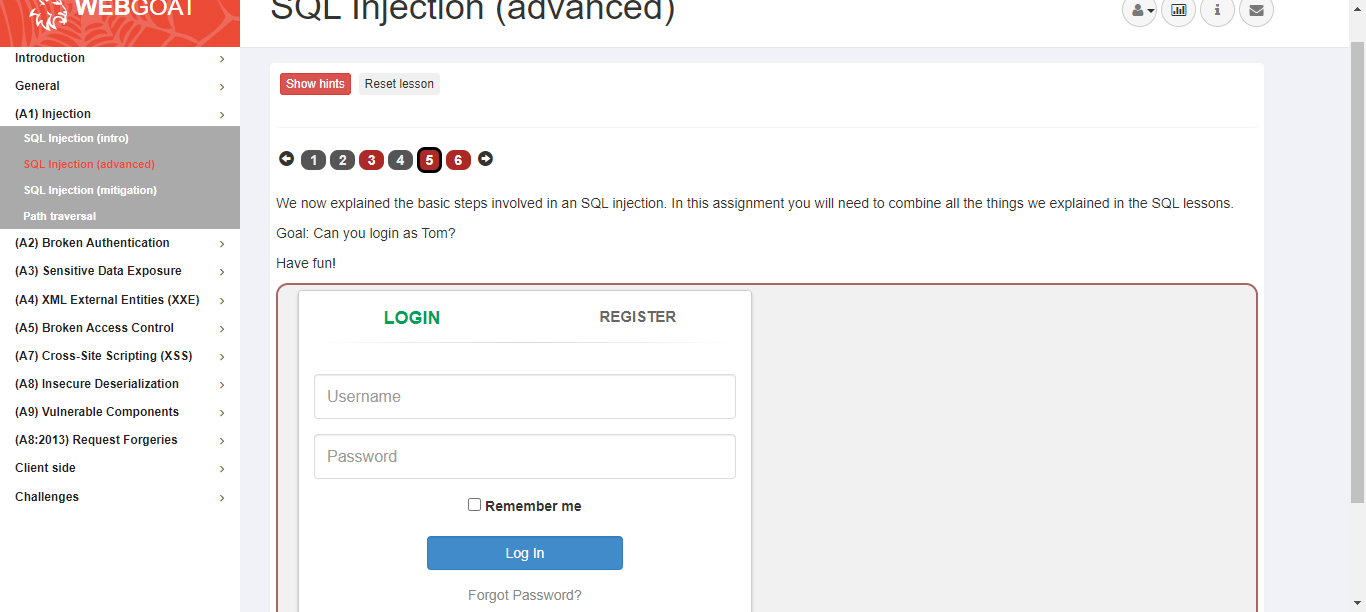 WEBGOAT
SQL Injection (advanced)
Introduction
General
(A1) Injection
SQL Injection (intro)
SQL Injection (advanced)
SQL Injection (mitigation)
Path traversal
(A2) Broken Authentication
(A3) Sensitive Data Exposure
(A4) XML External Entities (XXE)
(A5) Broken Access Control
(A7) Cross-Site Scripting (XSS)
(A8) Insecure Deserialization
(A9) Vulnerable Components
(A8:2013) Request Forgeries
Client side
Challenges
Show hints Reset lesson
1 2 3 4 5 6
We now explained the basic steps involved in an SQL injection. In this assignment you will need to combine all the things we explained in the SQL lessons.
Goal: Can you login as Tom?
Have fun!
LOGIN REGISTER
Username
Password
Remember me
Log In
Forgot Password?